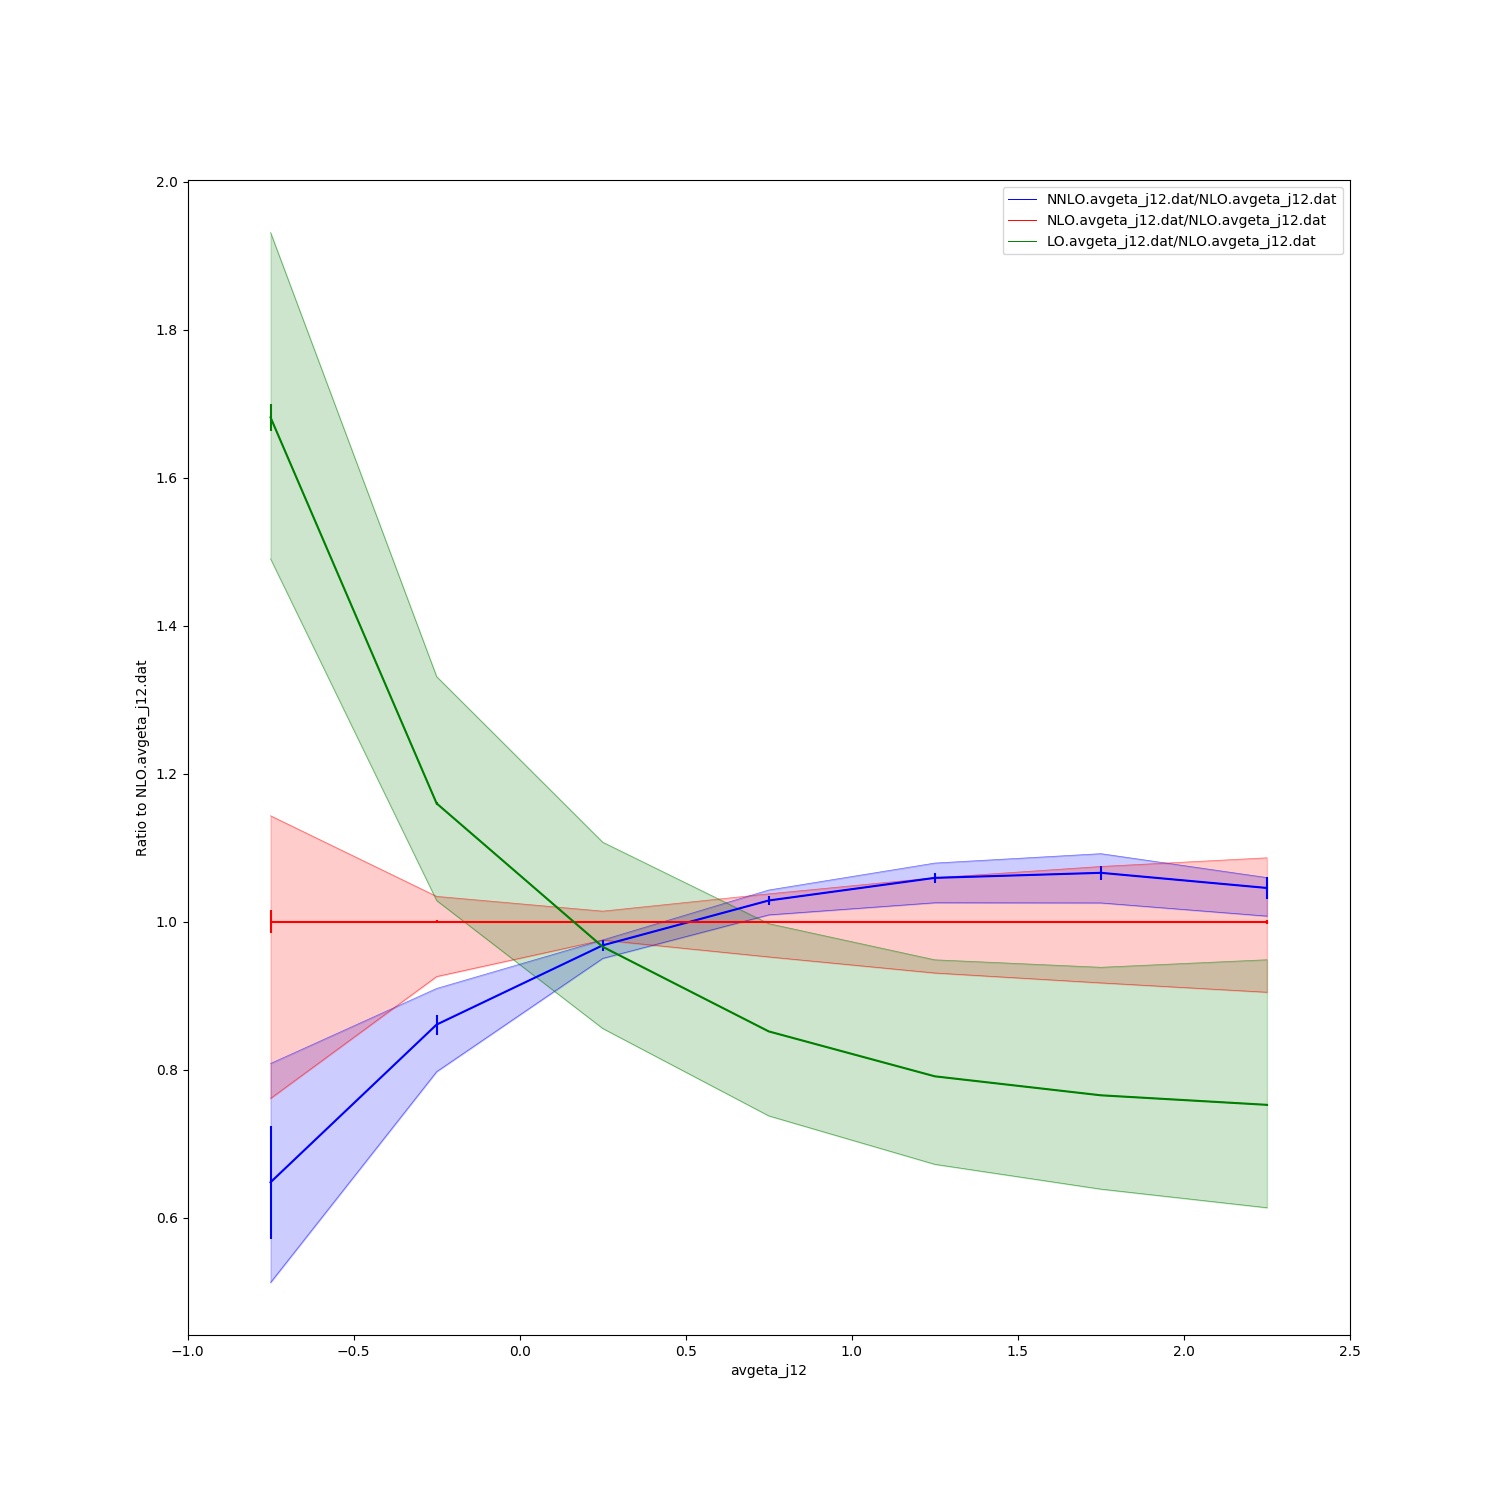 2.0
1.8
1.6
1.4
1.2
1.0
0.8
0.6
Ratio to NLO.avgeta_j12.dat
NNLO.avgeta_j12.dat/NLO.avgeta_j12.dat
NLO.avgeta_j12.dat/NLO.avgeta_j12.dat
LO.avgeta_j12.dat/NLO.avgeta_j12.dat
−1.0 −0.5 0.0 0.5 1.0 1.5 2.0 2.5
avgeta_j12